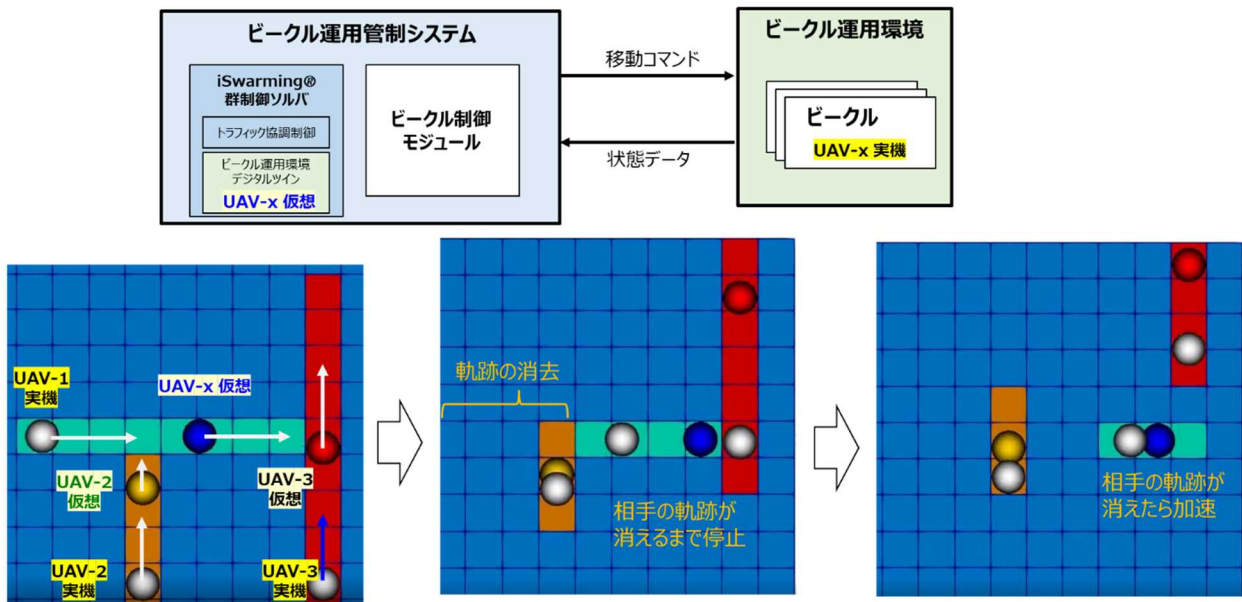 ビークル運用管制システム
iSwarming®
群制御ソルバ
トラフィック協調制御
ビークル運用環境
デジタルツイン
UAV-x 仮想
ビークル制御
モジュール
移動コマンド
状態データ
ビークル運用環境
ビークル
UAV-x 実機
UAV-1
実機
UAV-x 仮想
UAV-2
仮想
UAV-3
仮想
UAV-2
実機
UAV-3
実機
軌跡の消去
相手の軌跡が
消えるまで停止
相手の軌跡が
消えたら加速